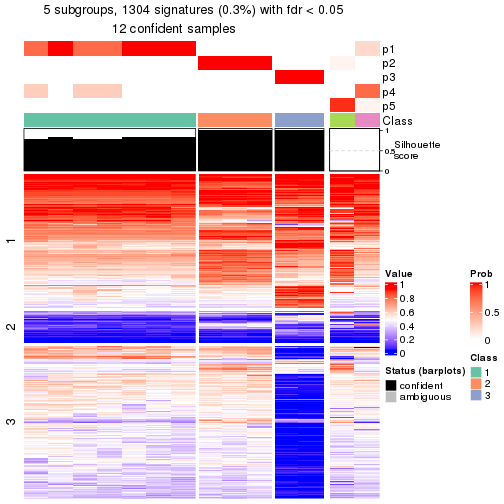 5 subgroups, 1304 signatures (0.3%) with fdr < 0.05
12 confident samples
p1
p2
p3
p4
p5
Class
1
0.5
0
Silhouette
score
1
2
3
Value
1
0.8
0.6
0.4
0.2
0
Prob
1
0.5
0
Status (barplots)
confident
ambiguous
Class
1
2
3